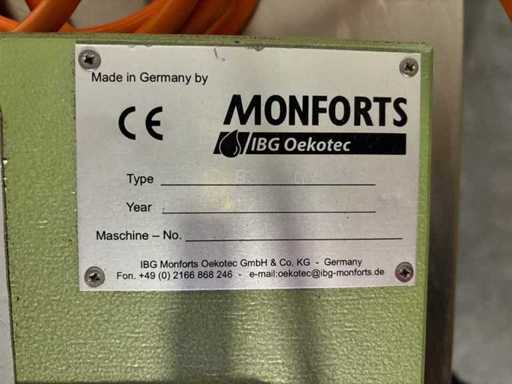 Made in Germany by
CE
MONFORTS
IBG Oekotec
Type
Year
Maschine – No.
IBG Monforts Oekotec GmbH & Co. KG - Germany
Fon. +49 (0) 2166 868 246 - e-mail:oekotec@ibg-monforts.de